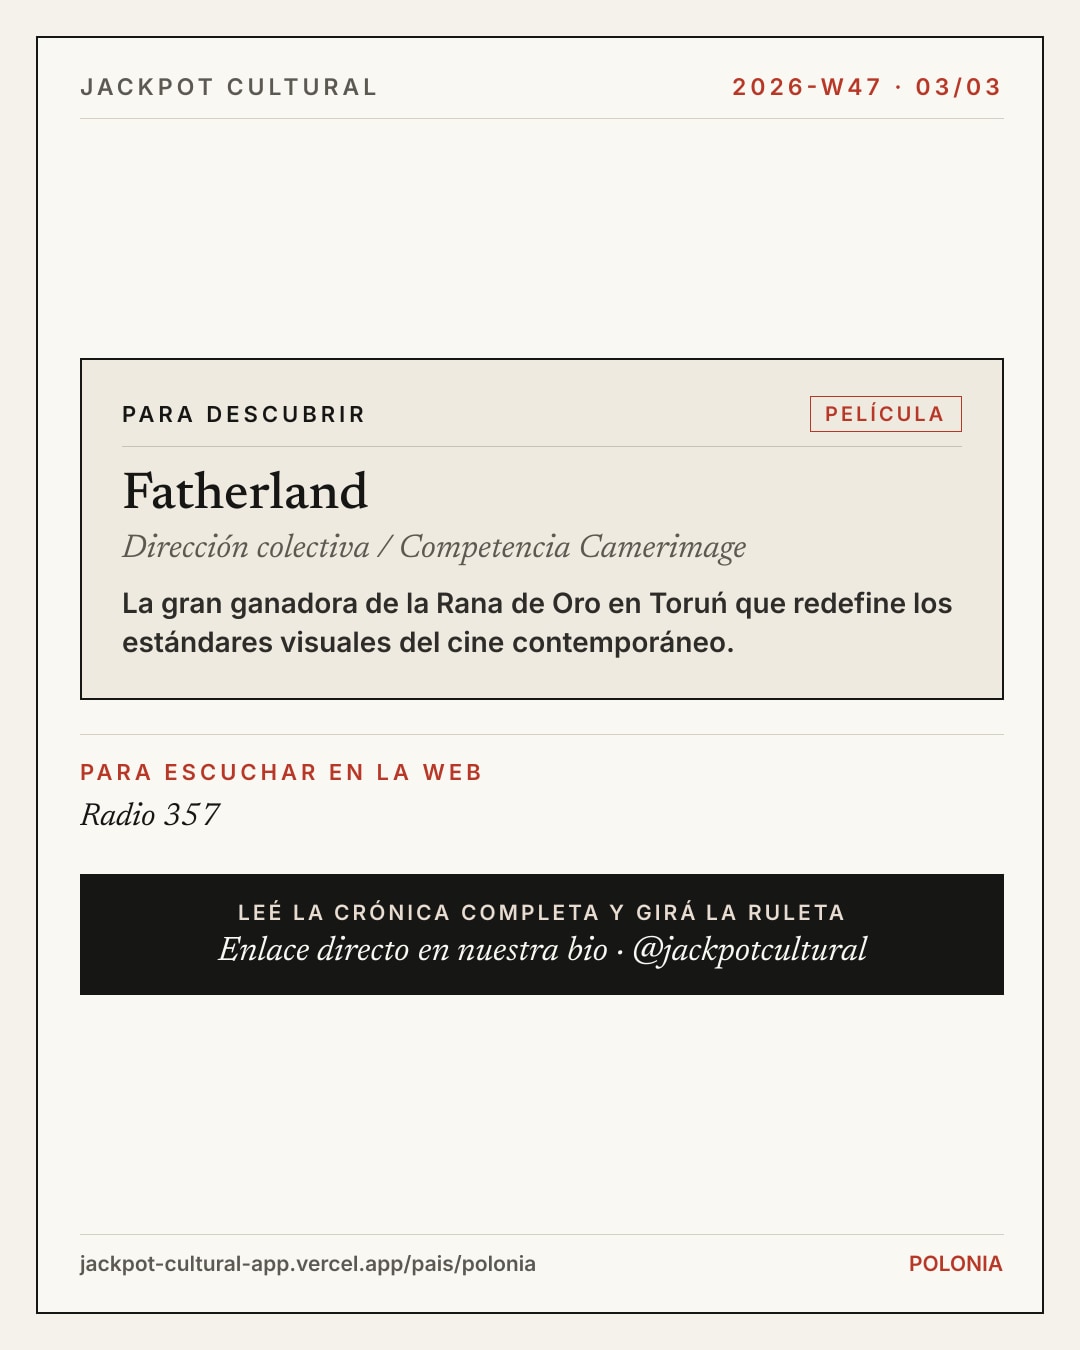 JACKPOT CULTURAL
2026-W47 · 03/03
PARA DESCUBRIR
PELÍCULA
Fatherland
Dirección colectiva / Competencia Camerimage
La gran ganadora de la Rana de Oro en Toruń que redefine los
estándares visuales del cine contemporáneo.
PARA ESCUCHAR EN LA WEB
Radio 357
LEÉ LA CRÓNICA COMPLETA Y GIRÁ LA RULETA
Enlace directo en nuestra bio · @jackpotcultural
jackpot-cultural-app.vercel.app/pais/polonia
POLONIA